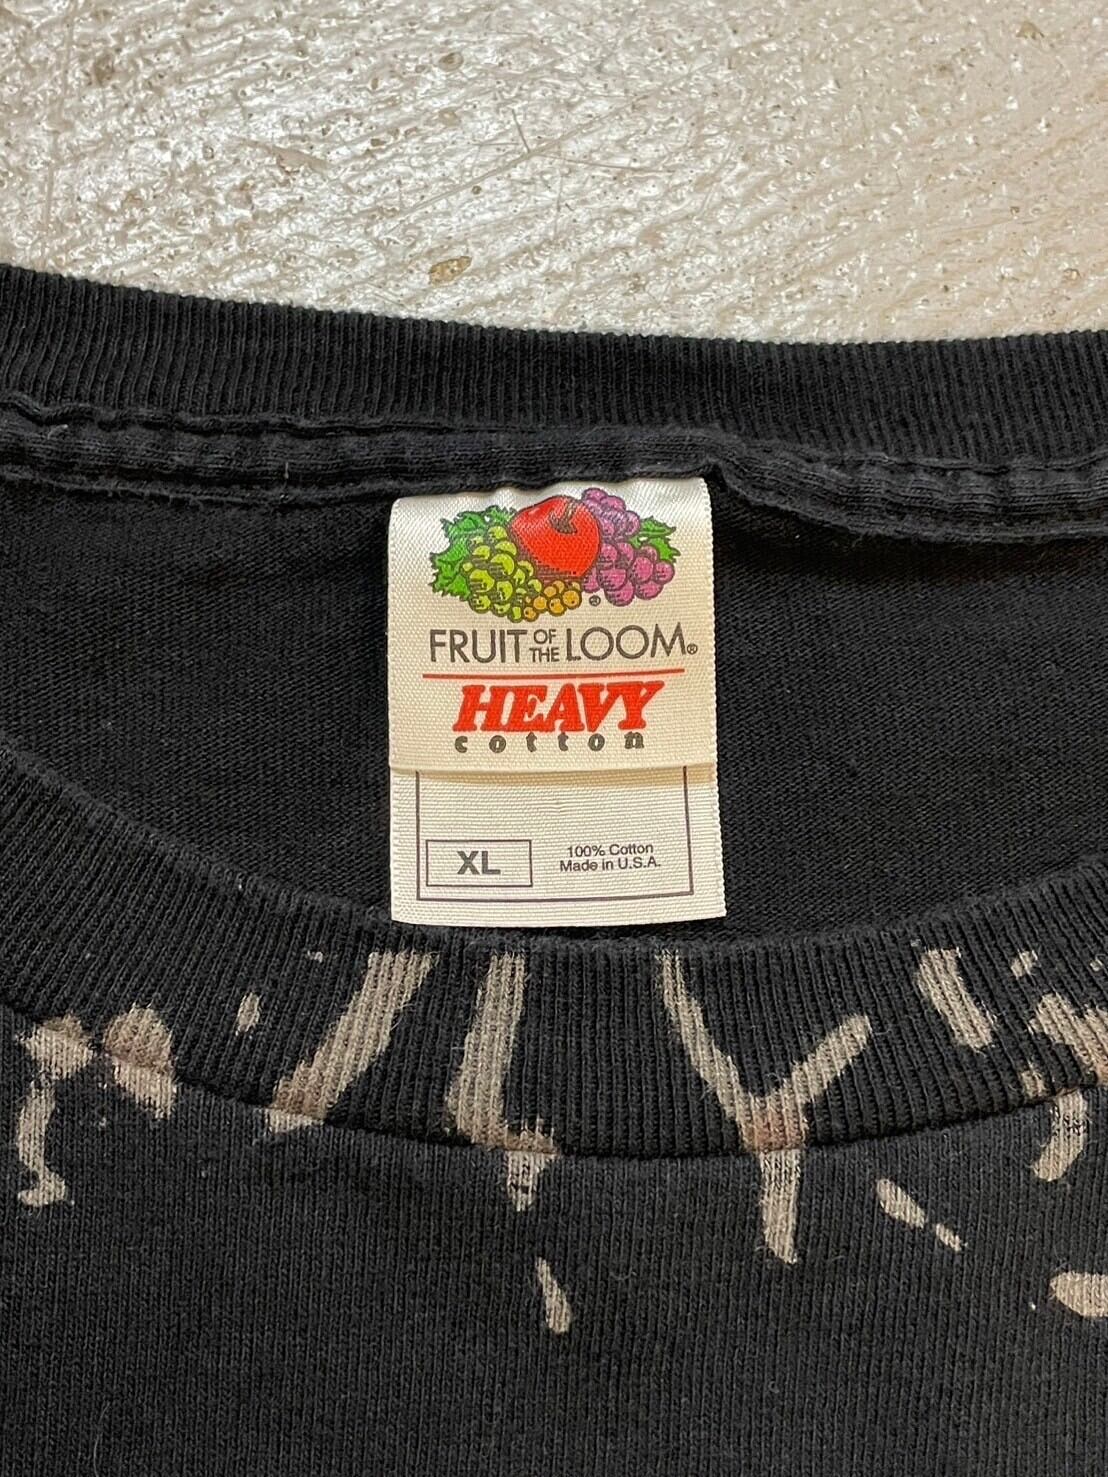 FRUIT OF THE LOOM®
HEAVY
cotton
XL
100% Cotton
Made in U.S.A.